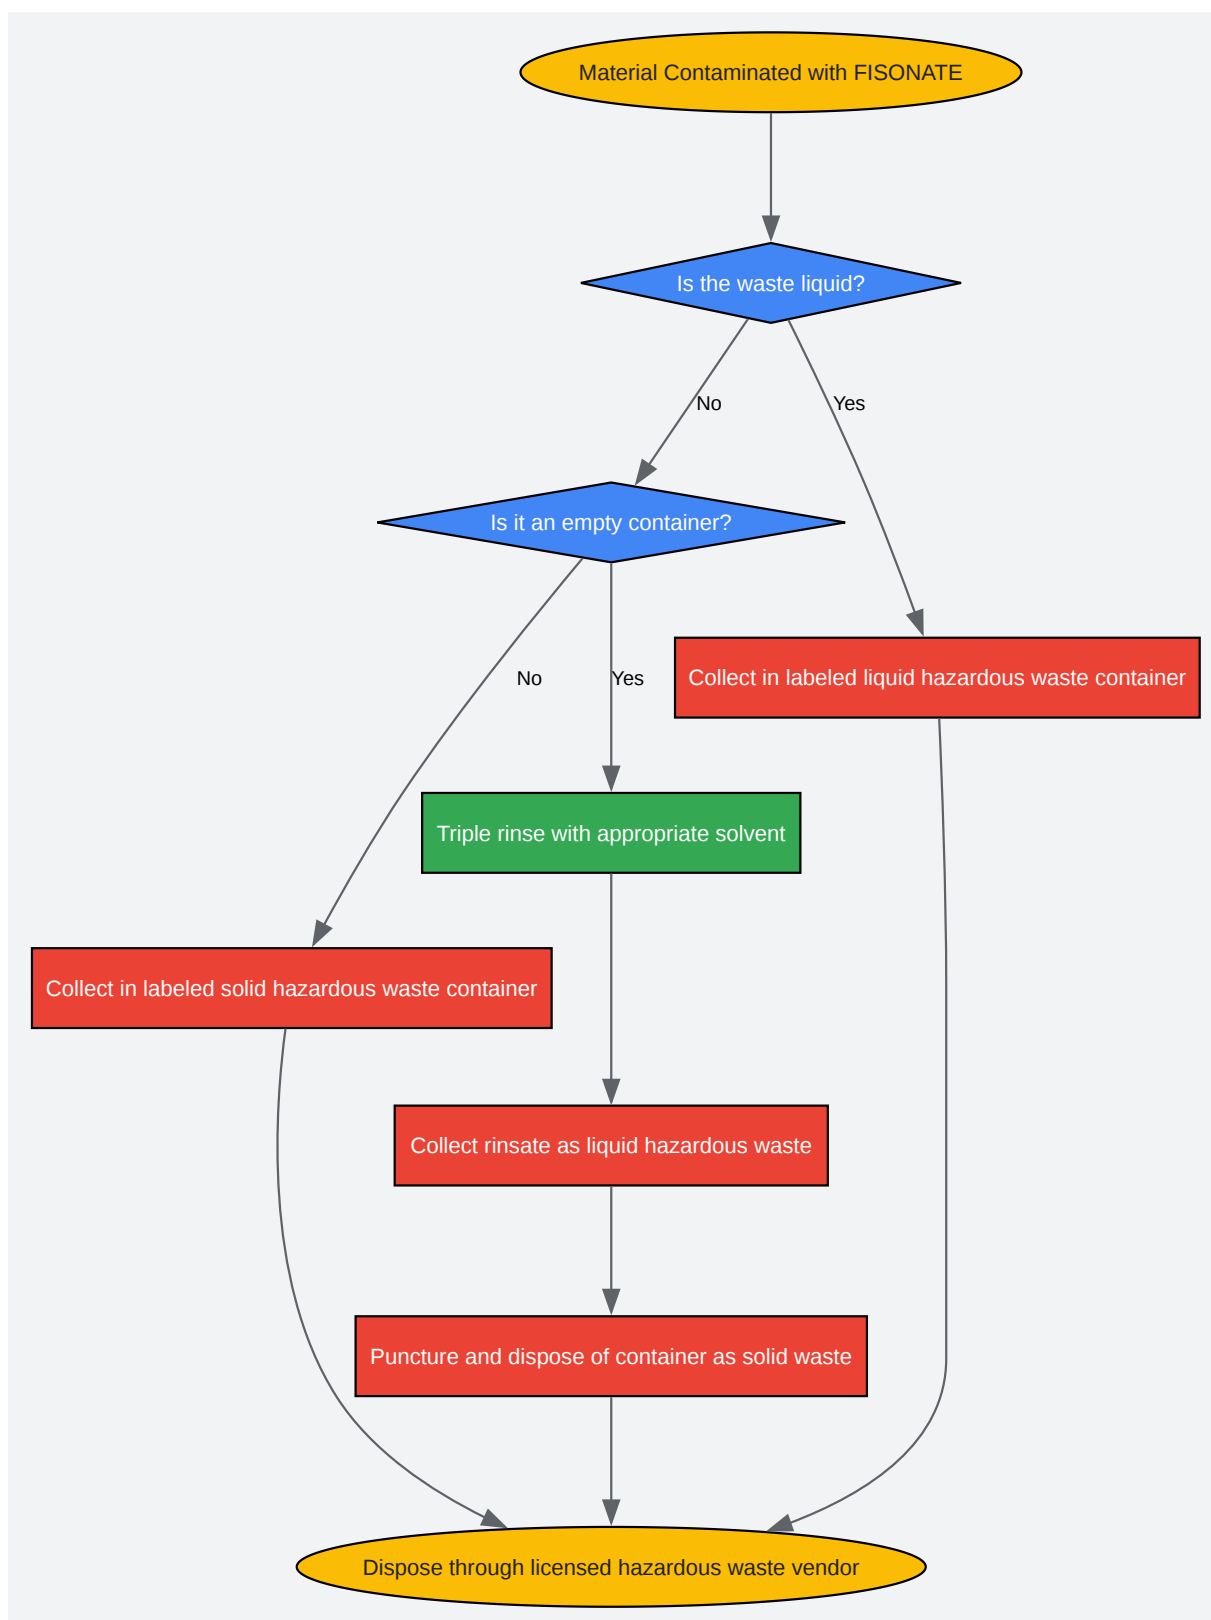 Material Contaminated with FISONATE
Is the waste liquid?
No
Yes
Is it an empty container?
No
Yes
Collect in labeled liquid hazardous waste container
Triple rinse with appropriate solvent
Collect in labeled solid hazardous waste container
Collect rinsate as liquid hazardous waste
Puncture and dispose of container as solid waste
Dispose through licensed hazardous waste vendor